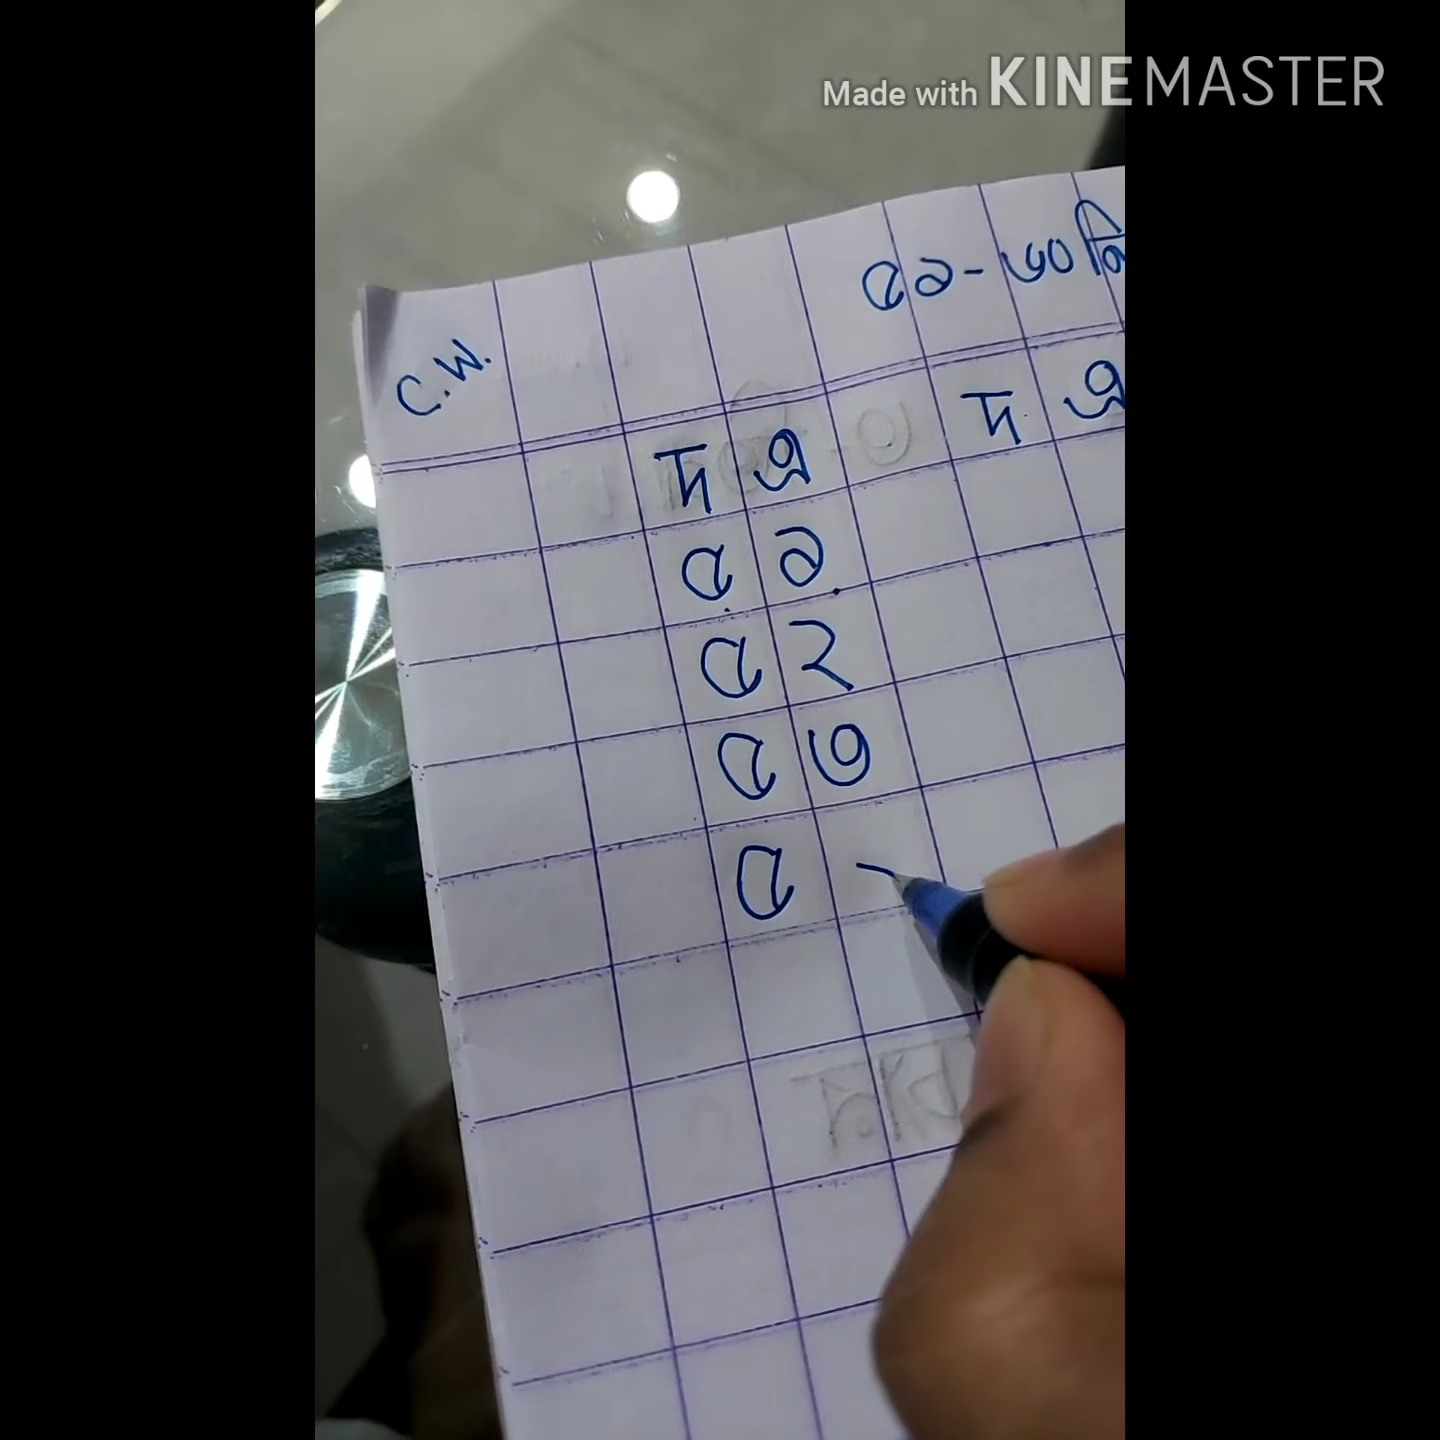 Made with KINEMASTER
৫১-৬০
C.W.
দ এ দ এ
৫ ১
৫ ২
৫ ৩
৫